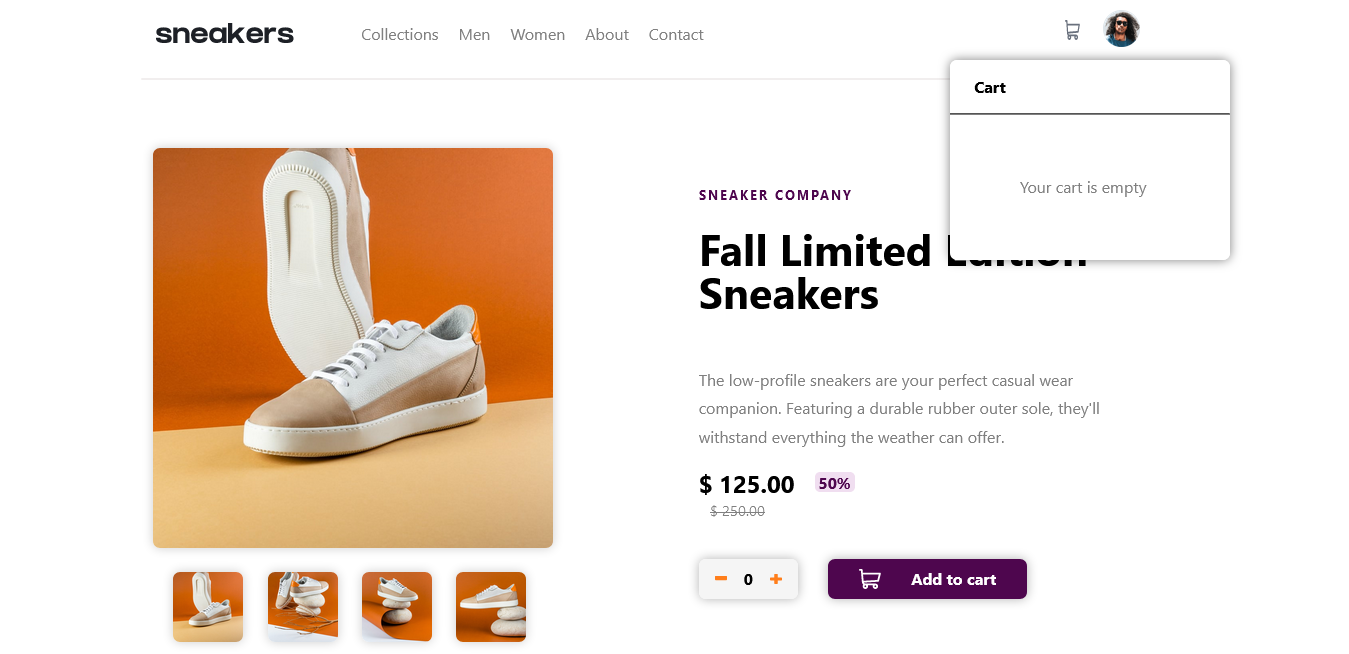 sneakers
Collections Men Women About Contact
Cart
Your cart is empty
SNEAKER COMPANY
Fall Limited Edition
Sneakers
The low-profile sneakers are your perfect casual wear
companion. Featuring a durable rubber outer sole, they'll
withstand everything the weather can offer.
$ 125.00 50%
$ 250.00
0 Add to cart